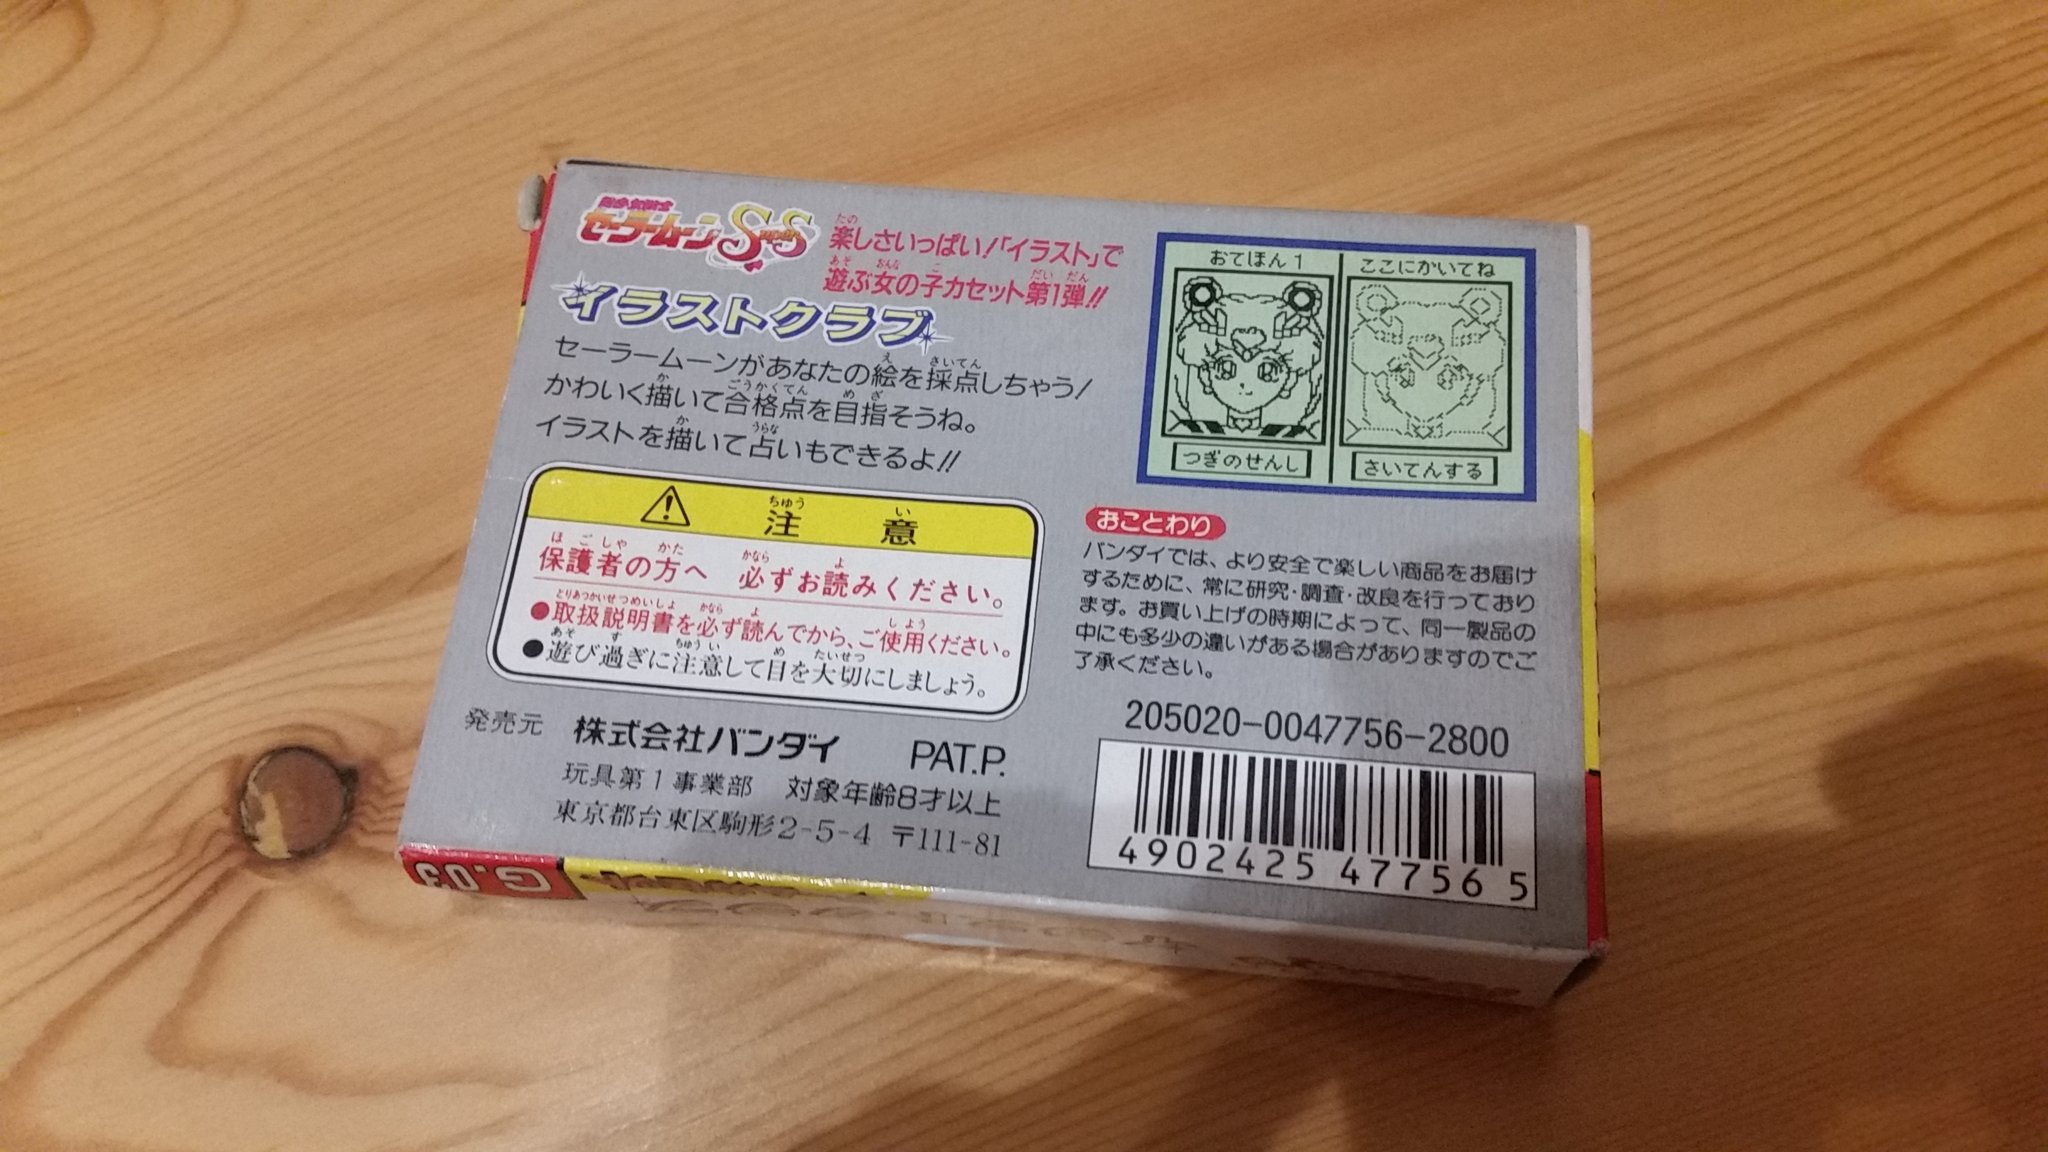 美少女戦士
セーラームーンSuperS
楽しさいっぱい!「イラスト」で
遊ぶ女の子カセット第1弾!!
イラストクラブ
セーラームーンがあなたの絵を採点しちゃう!
かわいく描いて合格点を目指そうね。
イラストを描いて占いもできるよ!!
おてほん1
ここにかいてね
つぎのせんし
さいてんする
注意
保護者の方へ 必ずお読みください。
●取扱説明書を必ず読んでから、ご使用ください。
●遊び過ぎに注意して目を大切にしましょう。
おことわり
バンダイでは、より安全で楽しい商品をお届け
するために、常に研究・調査・改良を行っており
ます。お買い上げの時期によって、同一製品の
中にも多少の違いがある場合がありますのでご
了承ください。
発売元 株式会社バンダイ PAT.P.
玩具第1事業部 対象年齢8才以上
東京都台東区駒形2-5-4 〒111-81
205020-0047756-2800
4902425 477565
G.03